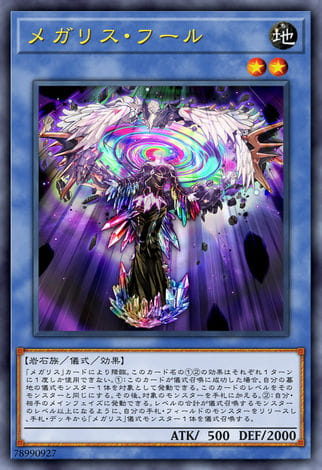 メガリス・フール
地
【岩石族／儀式／効果】
「メガリス」カードにより降臨。このカード名の①②の効果はそれぞれ1ターン
に1度しか使用できない。①:このカードが儀式召喚に成功した場合、自分の墓
地の儀式モンスター1体を対象として発動できる。このカードのレベルをその
モンスターと同じにする。その後、対象のモンスターを手札に加える。②:自分・
相手のメインフェイズに発動できる。レベルの合計が儀式召喚するモンスター
のレベル以上になるように、自分の手札・フィールドのモンスターをリリースし
、手札・デッキから「メガリス」儀式モンスター1体を儀式召喚する。
ATK/ 500 DEF/2000
78990927